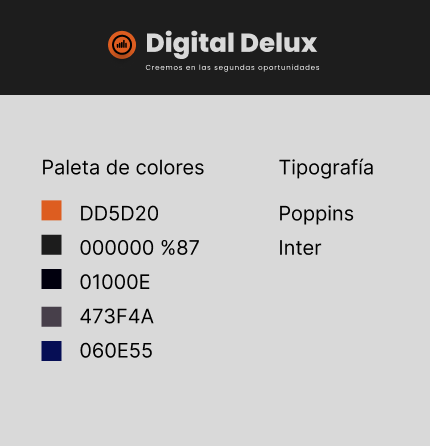 Digital Delux
Creemos en las segundas oportunidades
Paleta de colores
Tipografía
DD5D20
Poppins
000000 %87
Inter
01000E
473F4A
060E55